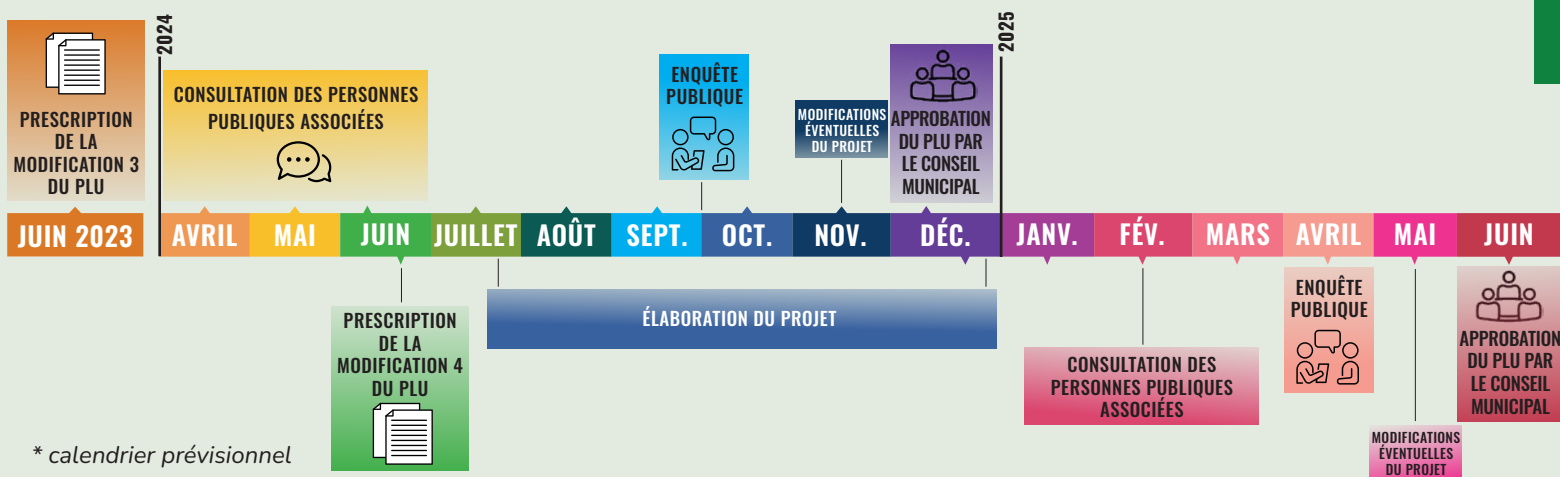 2024
2025
PRESCRIPTION
DE LA
MODIFICATION 3
DU PLU
CONSULTATION DES PERSONNES
PUBLIQUES ASSOCIÉES
ENQUÊTE
PUBLIQUE
MODIFICATIONS
ÉVENTUELLES
DU PROJET
APPROBATION
DU PLU PAR
LE CONSEIL
MUNICIPAL
JUIN 2023 AVRIL MAI JUIN JUILLET AOÛT SEPT. OCT. NOV. DÉC. JANV. FÉV. MARS AVRIL MAI JUIN
PRESCRIPTION
DE LA
MODIFICATION 4
DU PLU
ÉLABORATION DU PROJET
CONSULTATION DES
PERSONNES PUBLIQUES
ASSOCIÉES
ENQUÊTE
PUBLIQUE
MODIFICATIONS
ÉVENTUELLES
DU PROJET
APPROBATION
DU PLU PAR
LE CONSEIL
MUNICIPAL
* calendrier prévisionnel